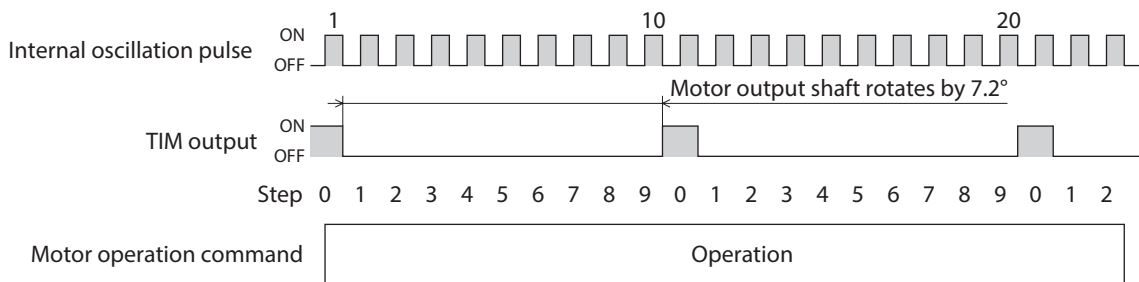 1 10 20
Internal oscillation pulse
ON
OFF
Motor output shaft rotates by 7.2°
TIM output
ON
OFF
Step 0 1 2 3 4 5 6 7 8 9 0 1 2 3 4 5 6 7 8 9 0 1 2
Motor operation command Operation